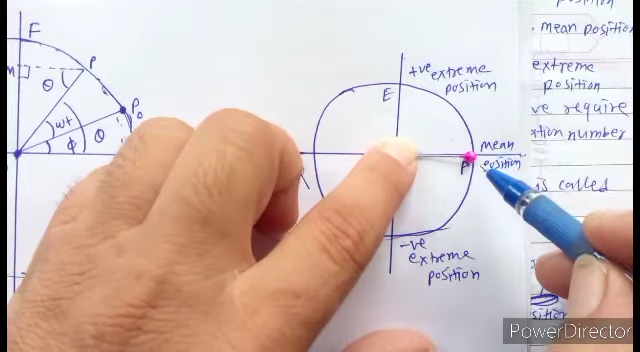 F
P
θ
P₀
ωt
φ
θ
+ve extreme
position
E
mean
position
P
-ve
extreme
position
position
. mean position
extreme
position
ve require
number
is called
PowerDirector